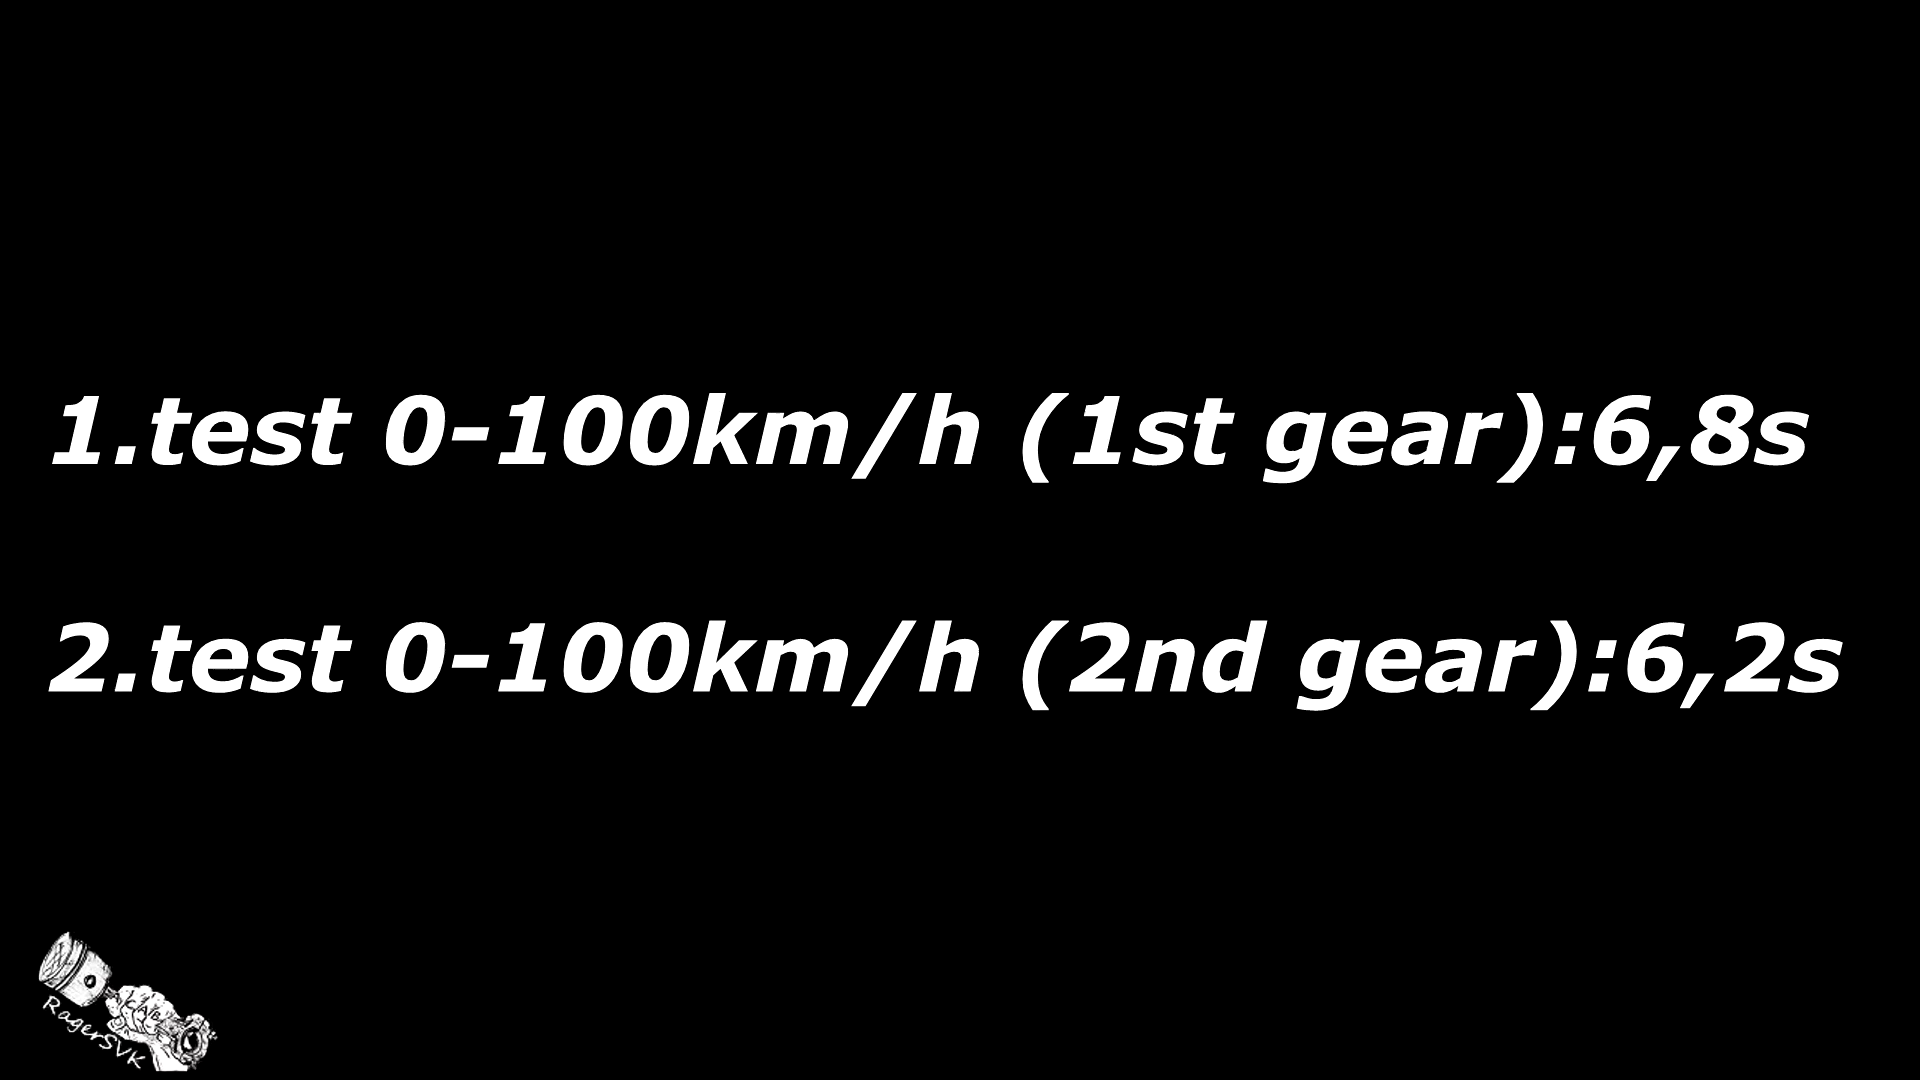 1.test 0-100km/h (1st gear):6,8s
2.test 0-100km/h (2nd gear):6,2s
RagerSVK